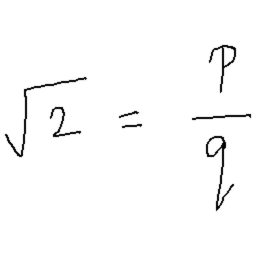 √2 = p/q